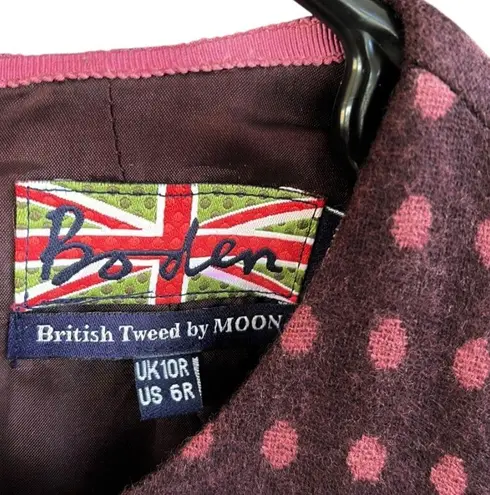 Boden
British Tweed by MOON
UK10R
US 6R